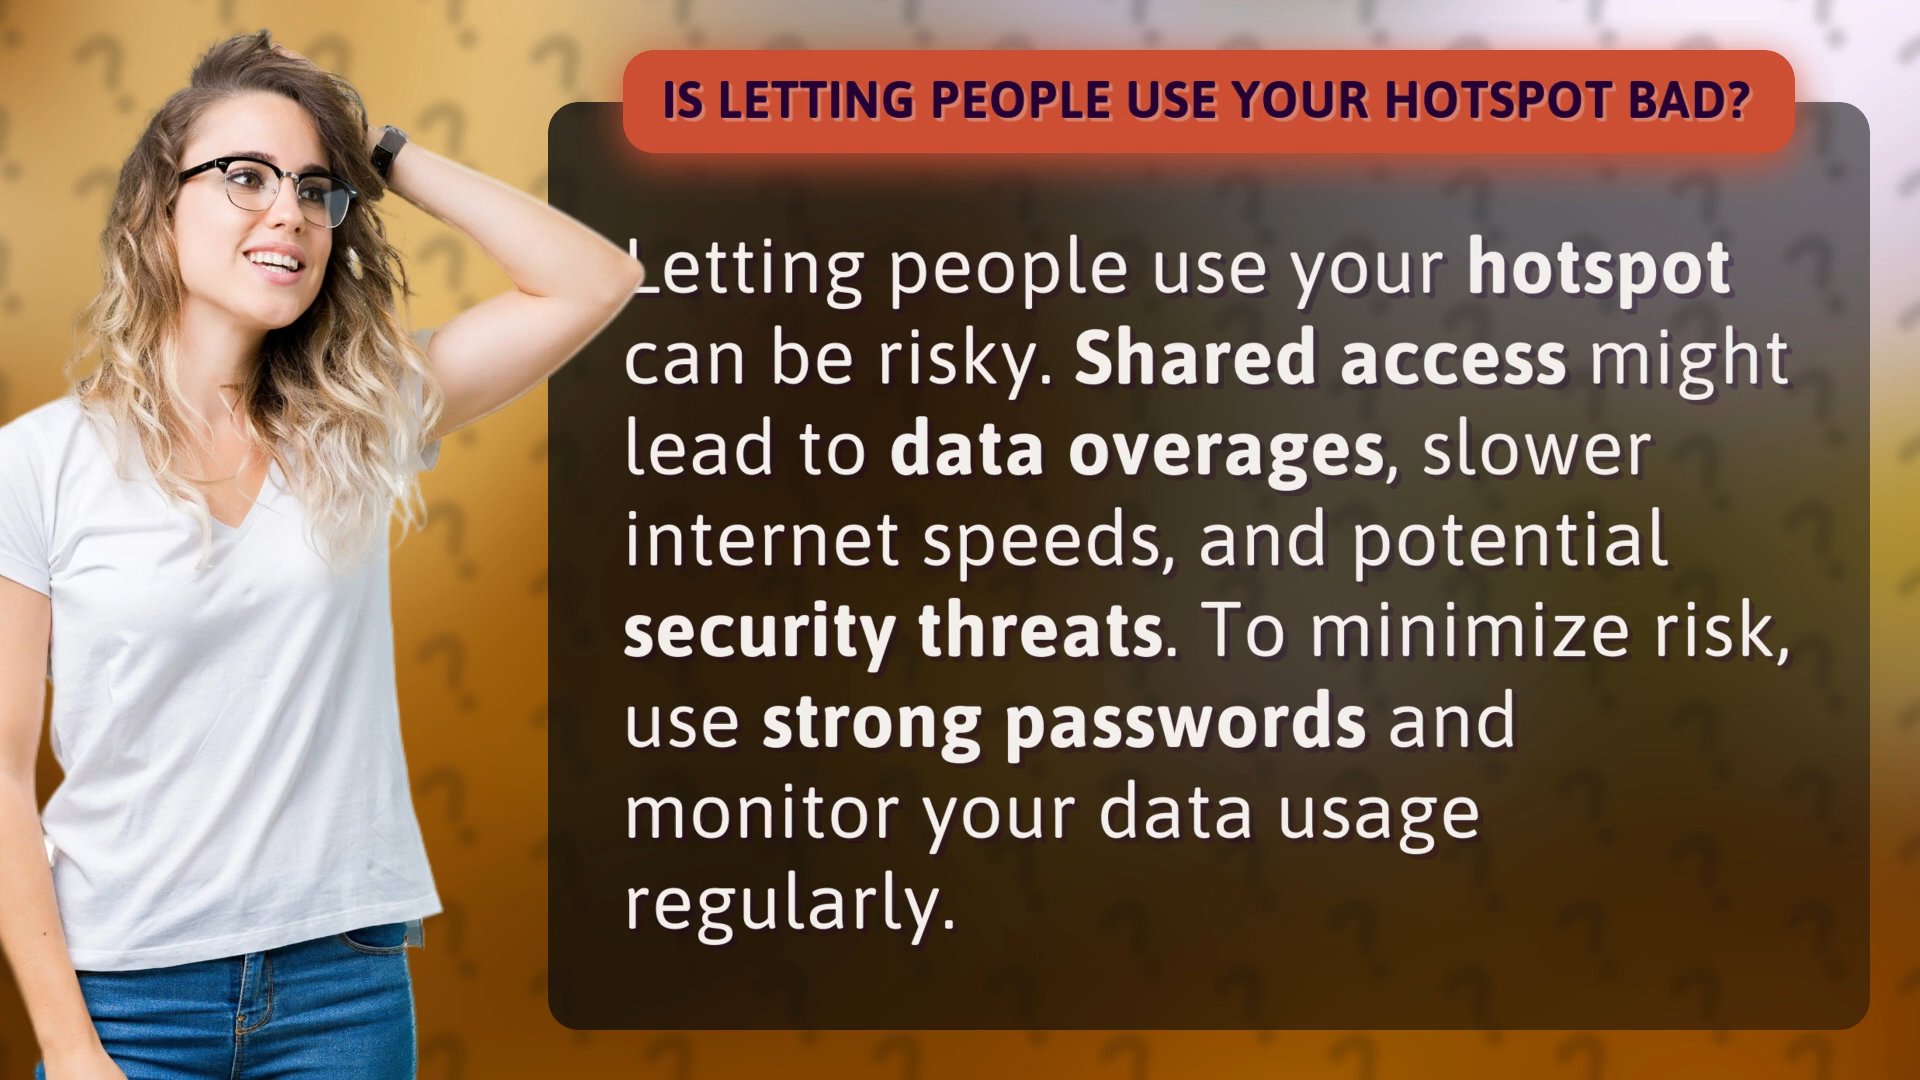 IS LETTING PEOPLE USE YOUR HOTSPOT BAD?
Letting people use your hotspot
can be risky. Shared access might
lead to data overages, slower
internet speeds, and potential
security threats. To minimize risk,
use strong passwords and
monitor your data usage
regularly.